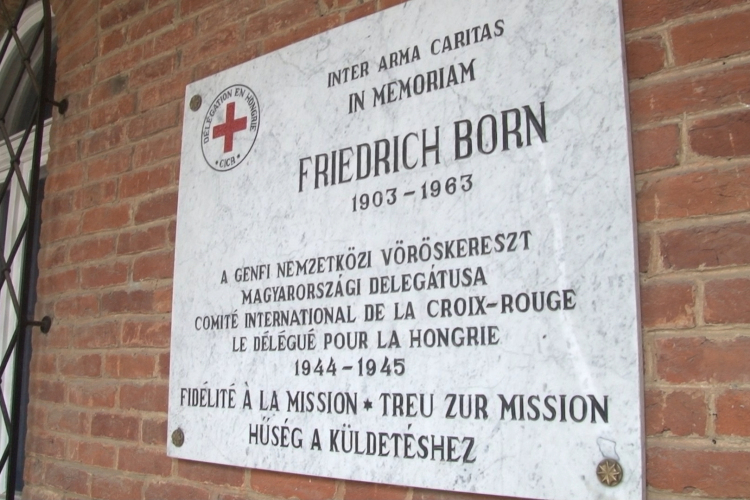 DÉLÉGATION EN HONGRIE
• CICR •
INTER ARMA CARITAS
IN MEMORIAM
FRIEDRICH BORN
1903 – 1963
A GENFI NEMZETKÖZI VÖRÖSKERESZT
MAGYARORSZÁGI DELEGÁTUSA
COMITÉ INTERNATIONAL DE LA CROIX-ROUGE
LE DÉLÉGUÉ POUR LA HONGRIE
1944 – 1945
FIDÉLITÉ À LA MISSION * TREU ZUR MISSION
HŰSÉG A KÜLDETÉSHEZ